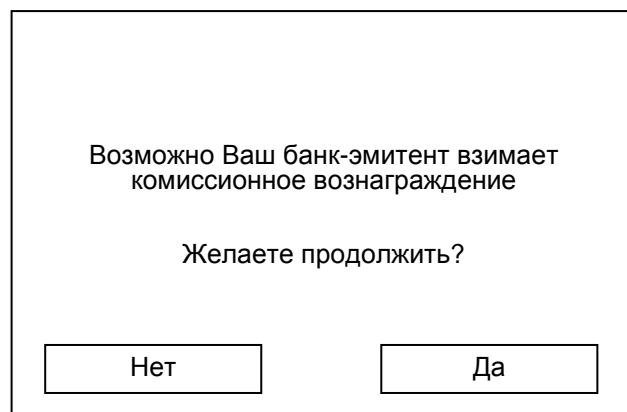 Возможно Ваш банк-эмитент взимает
комиссионное вознаграждение
Желаете продолжить?
Нет
Да